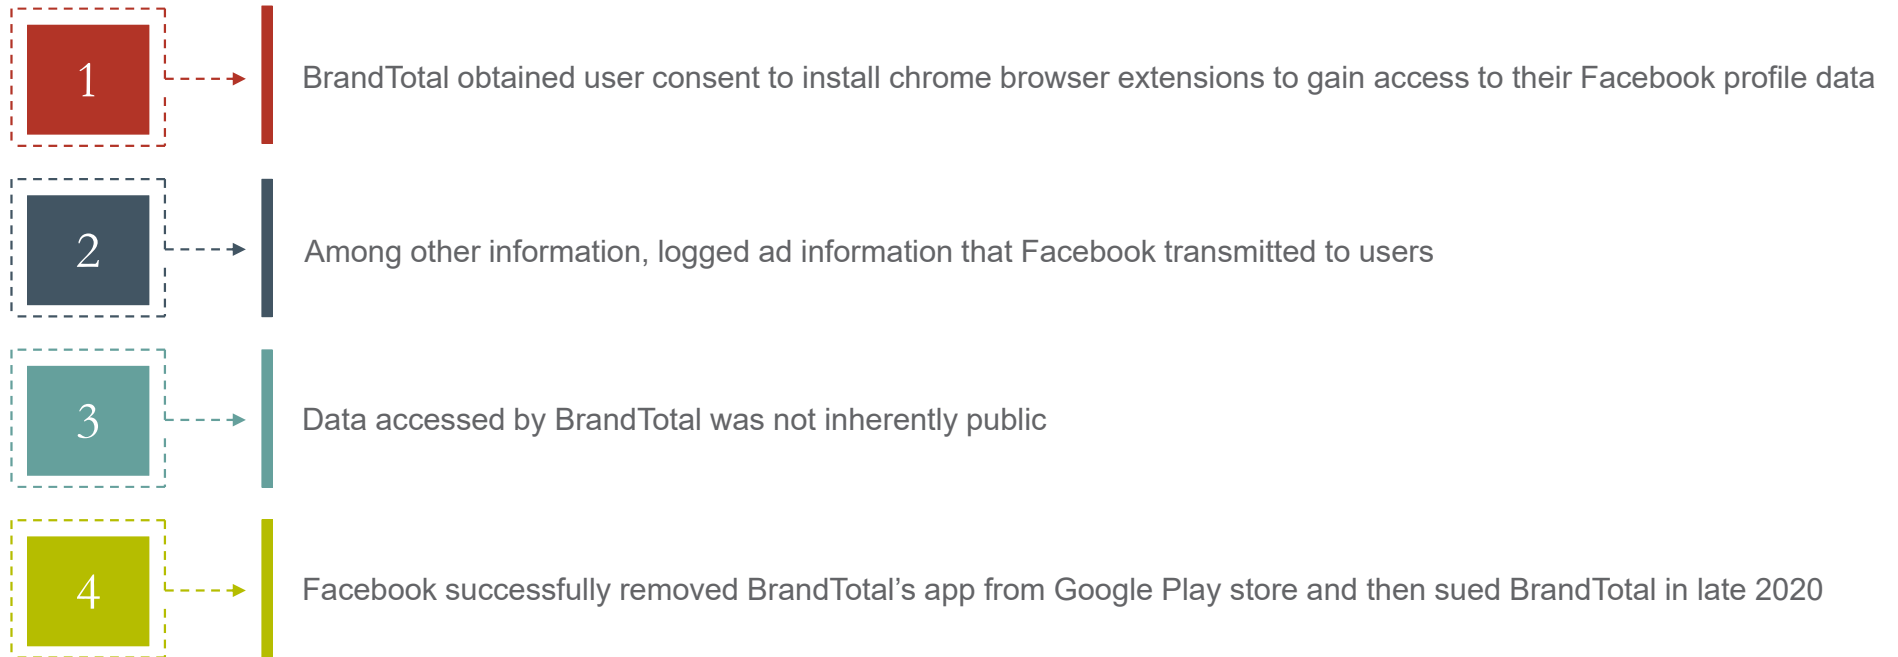 1
BrandTotal obtained user consent to install chrome browser extensions to gain access to their Facebook profile data
2
Among other information, logged ad information that Facebook transmitted to users
3
Data accessed by BrandTotal was not inherently public
4
Facebook successfully removed BrandTotal’s app from Google Play store and then sued BrandTotal in late 2020